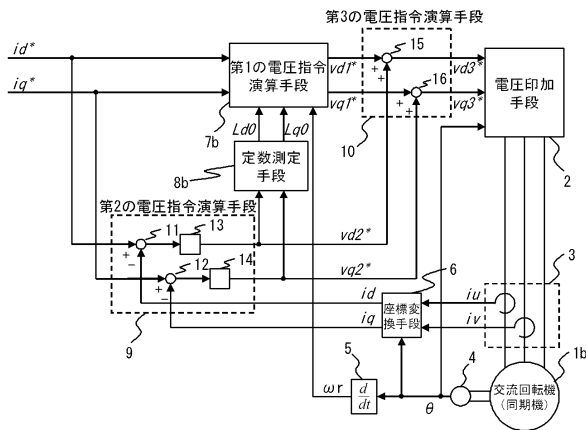 第3の電圧指令演算手段
id*
iq*
第1の電圧指令
演算手段
7b
vd1*
vq1*
15
16
+
+
+
+
10
vd3*
vq3*
電圧印加
手段
2
Ld0
Lq0
定数測定
手段
8b
第2の電圧指令演算手段
11
13
12
14
+
−
+
−
vd2*
vq2*
9
id
iq
6
座標変
換手段
iu
iv
3
5
d
dt
ωr
θ
4
1b
交流回転機
(同期機)